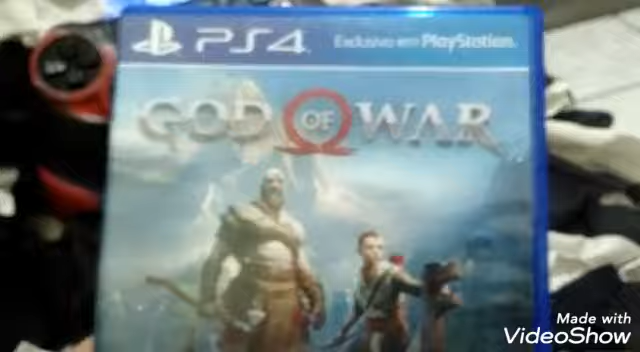 PS4 Exclusivo em PlayStation.
GOD OF WAR
Made with
VideoShow